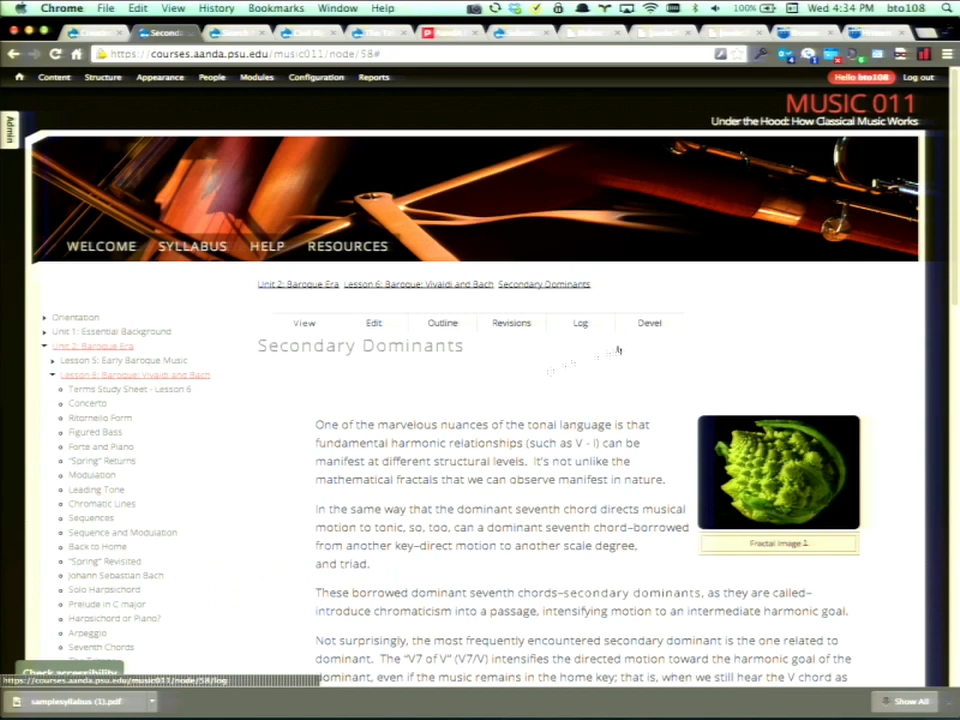 Chrome File Edit View History Bookmarks Window Help 100% Wed 4:34 PM bto108
https://courses.aanda.psu.edu/music011/node/58#
Content Structure Appearance People Modules Configuration Reports Hello bto108 Log out
Admin
MUSIC 011
Under the Hood: How Classical Music Works
WELCOME SYLLABUS HELP RESOURCES
Unit 2: Baroque Era Lesson 6: Baroque: Vivaldi and Bach Secondary Dominants
View Edit Outline Revisions Log Devel
Secondary Dominants
Orientation
Unit 1: Essential Background
Unit 2: Baroque Era
Lesson 5: Early Baroque Music
Lesson 6: Baroque: Vivaldi and Bach
Terms Study Sheet - Lesson 6
Concerto
Ritornello Form
Figured Bass
Forte and Piano
"Spring" Returns
Modulation
Leading Tone
Chromatic Lines
Sequences
Sequence and Modulation
Back to Home
"Spring" Revisited
Johann Sebastian Bach
Solo Harpsichord
Prelude in C major
Harpsichord or Piano?
Arpeggio
Seventh Chords
One of the marvelous nuances of the tonal language is that
fundamental harmonic relationships (such as V - I) can be
manifest at different structural levels. It's not unlike the
mathematical fractals that we can observe manifest in nature.
In the same way that the dominant seventh chord directs musical
motion to tonic, so, too, can a dominant seventh chord–borrowed
from another key–direct motion to another scale degree,
and triad.
Fractal Image 1.
These borrowed dominant seventh chords–secondary dominants, as they are called–
introduce chromaticism into a passage, intensifying motion to an intermediate harmonic goal.
Not surprisingly, the most frequently encountered secondary dominant is the one related to
dominant. The "V7 of V" (V7/V) intensifies the directed motion toward the harmonic goal of the
dominant, even if the music remains in the home key; that is, when we still hear the V chord as
Check accessibility
https://courses.aanda.psu.edu/music011/node/58/log
samplesyllabus (1).pdf Show All